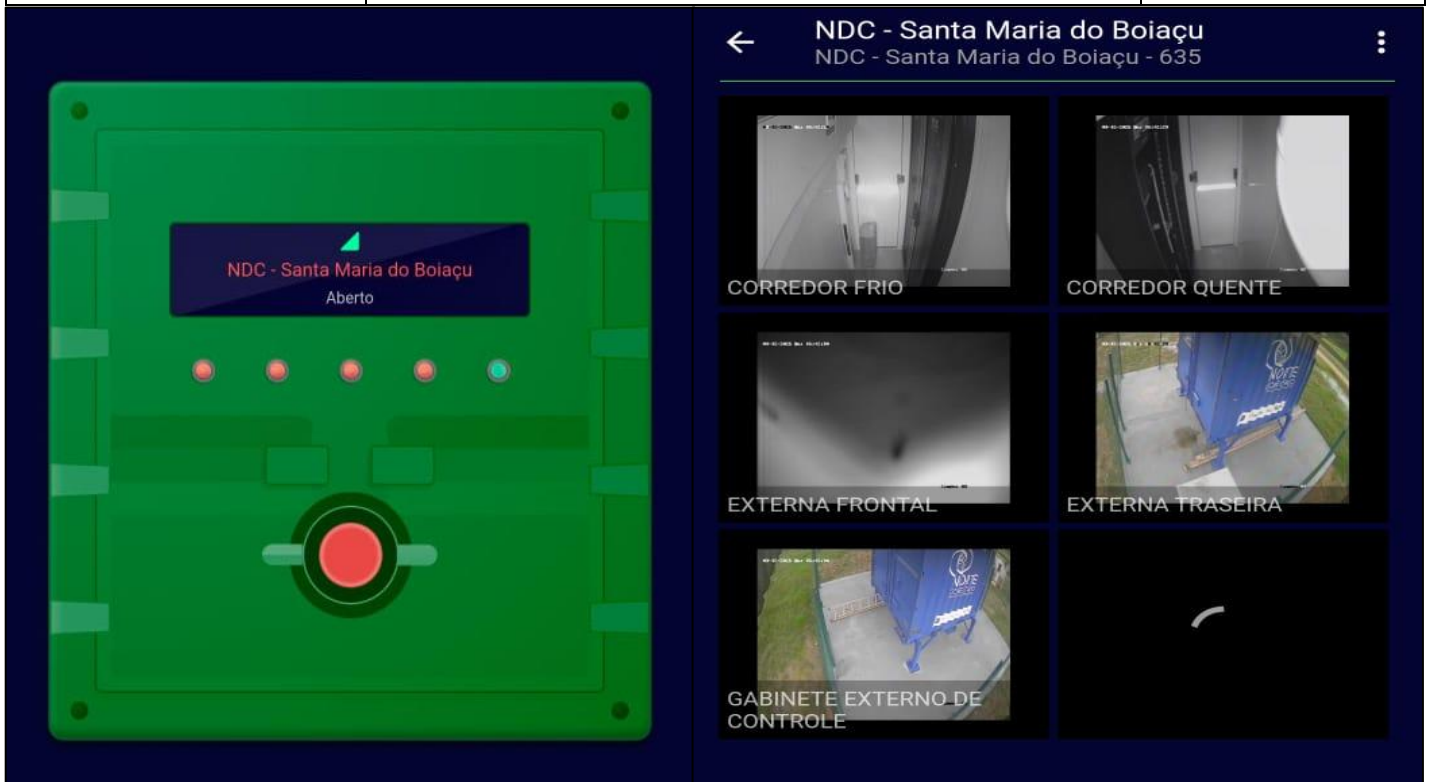 NDC - Santa Maria do Boiaçu
Aberto
NDC - Santa Maria do Boiaçu
NDC - Santa Maria do Boiaçu - 635
CORREDOR FRIO
CORREDOR QUENTE
EXTERNA FRONTAL
EXTERNA TRASEIRA
GABINETE EXTERNO DE
CONTROLE